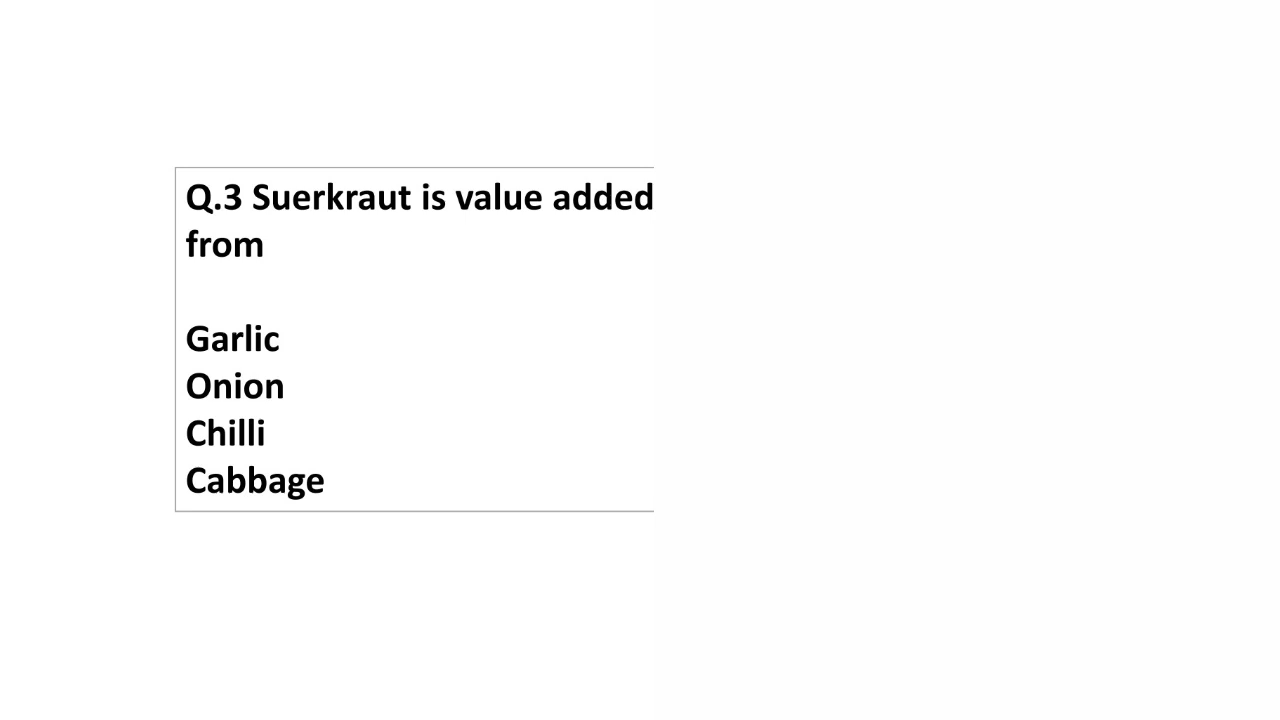 Q.3 Suerkraut is value added
from
Garlic
Onion
Chilli
Cabbage